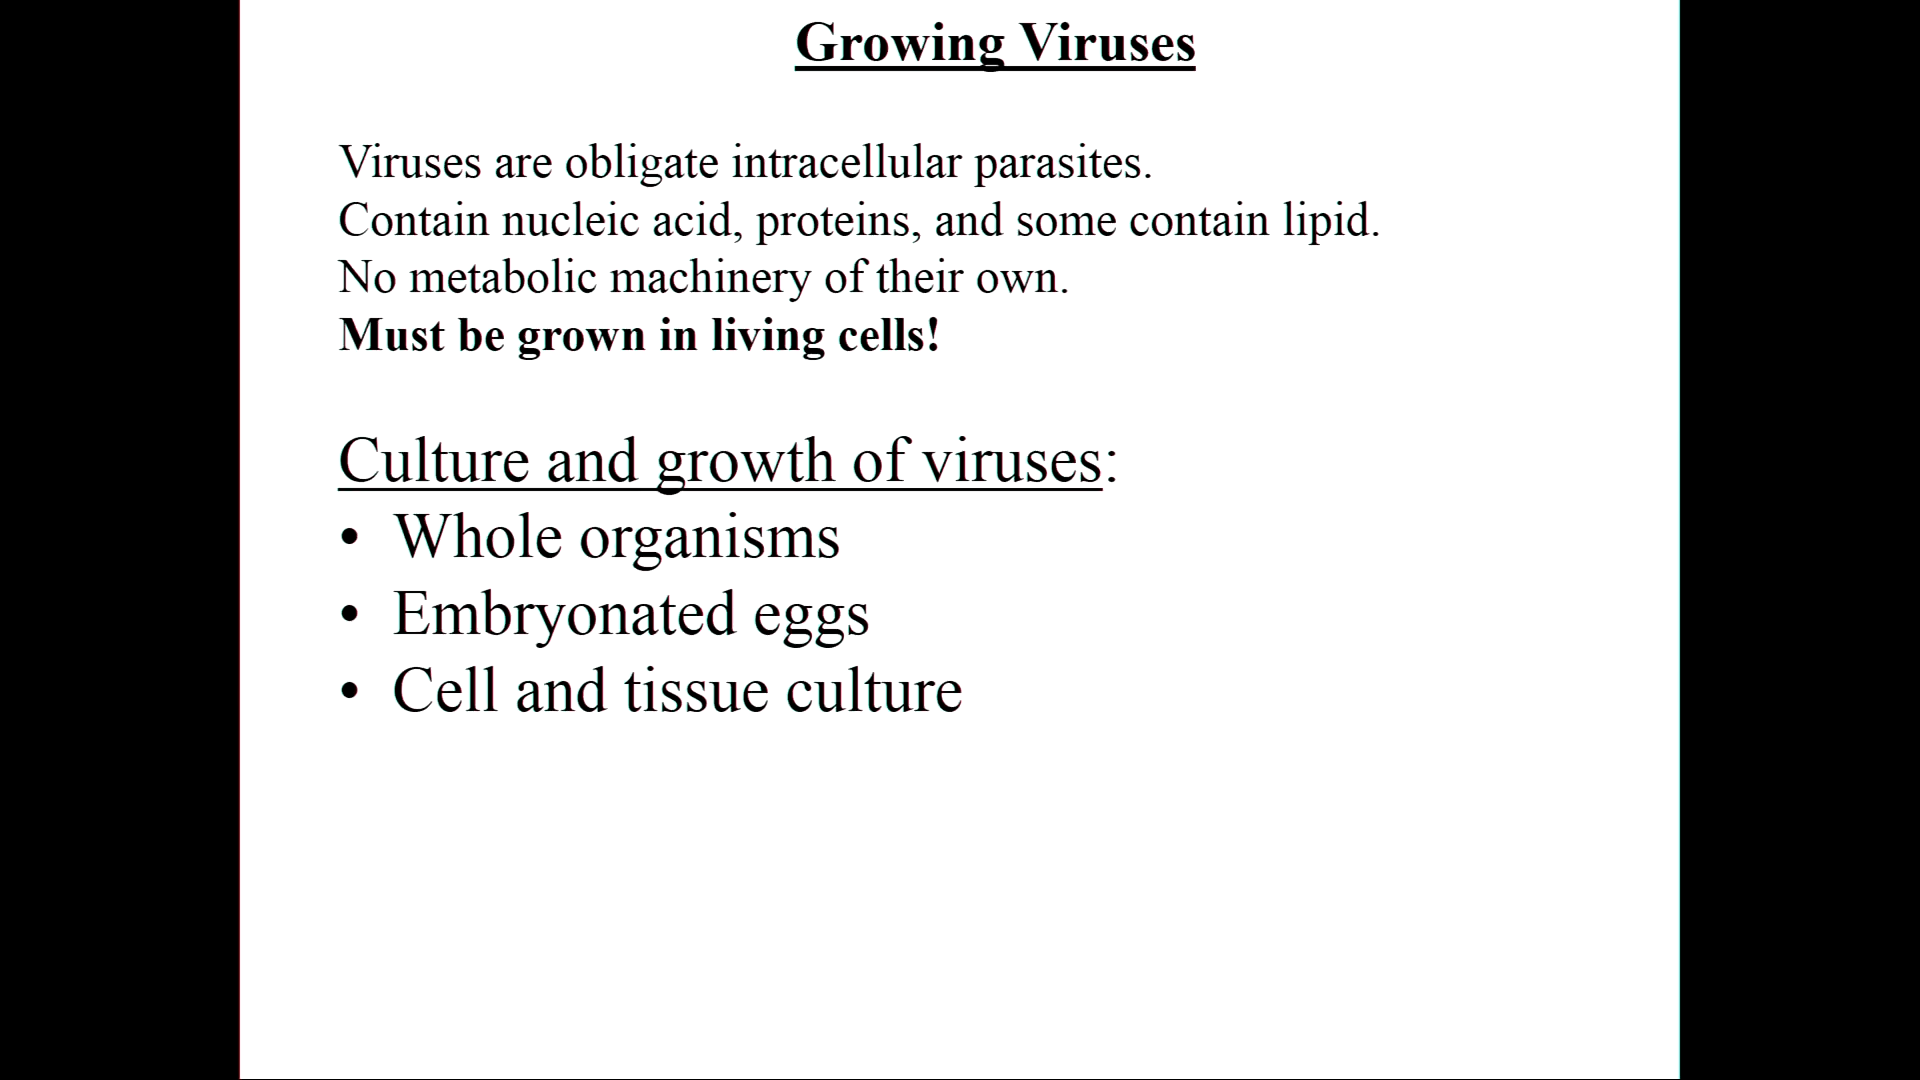 Growing Viruses
Viruses are obligate intracellular parasites.
Contain nucleic acid, proteins, and some contain lipid.
No metabolic machinery of their own.
Must be grown in living cells!
Culture and growth of viruses:
• Whole organisms
• Embryonated eggs
• Cell and tissue culture